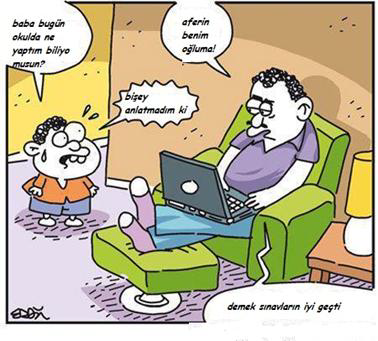 baba bugün
okulda ne
yaptım biliyo
musun?
aferin
benim
oğluma!
bişey
anlatmadım ki
demek sınavların iyi geçti